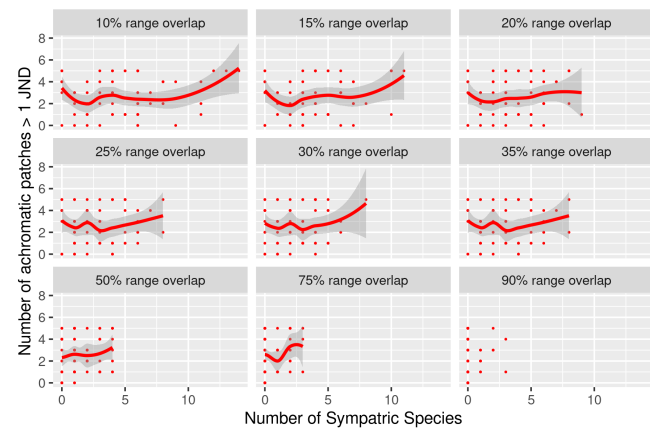 10% range overlap 15% range overlap 20% range overlap
8
6
4
2
0
25% range overlap 30% range overlap 35% range overlap
8
6
4
2
0
50% range overlap 75% range overlap 90% range overlap
8
6
4
2
0
0 5 10 0 5 10 0 5 10
Number of Sympatric Species
Number of achromatic patches > 1 JND